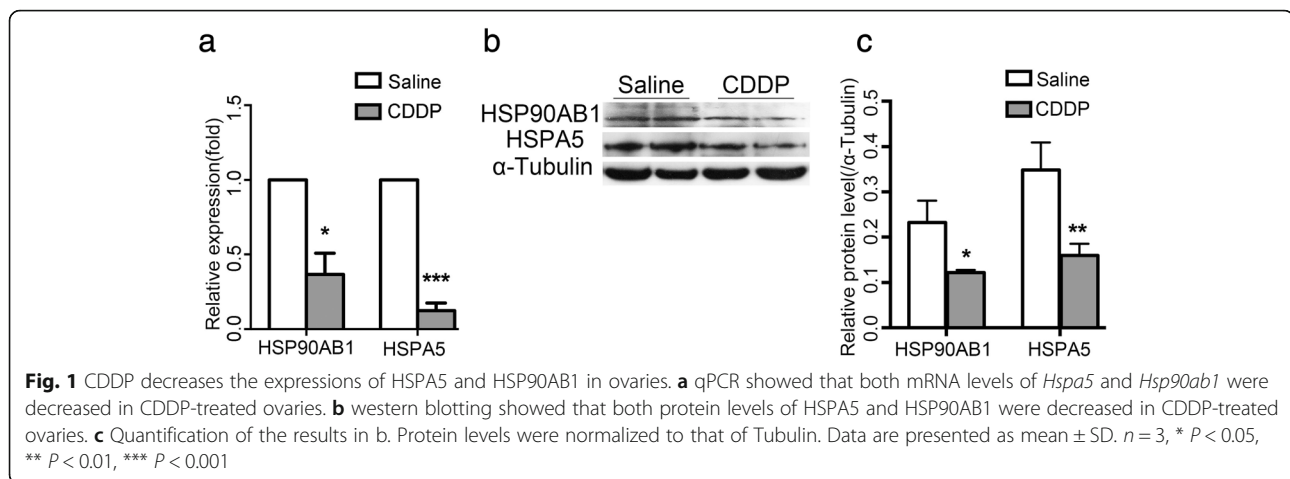 a
Saline
CDDP
Relative expression(fold)
1.5
1.0
0.5
0.0
*
***
HSP90AB1
HSPA5
b
Saline
CDDP
HSP90AB1
HSPA5
α-Tubulin
c
Saline
CDDP
Relative protein level(/α-Tubulin)
0.5
0.4
0.3
0.2
0.1
0.0
*
**
HSP90AB1
HSPA5
Fig. 1 CDDP decreases the expressions of HSPA5 and HSP90AB1 in ovaries. a qPCR showed that both mRNA levels of Hspa5 and Hsp90ab1 were
decreased in CDDP-treated ovaries. b western blotting showed that both protein levels of HSPA5 and HSP90AB1 were decreased in CDDP-treated
ovaries. c Quantification of the results in b. Protein levels were normalized to that of Tubulin. Data are presented as mean ± SD. n = 3, * P < 0.05,
** P < 0.01, *** P < 0.001